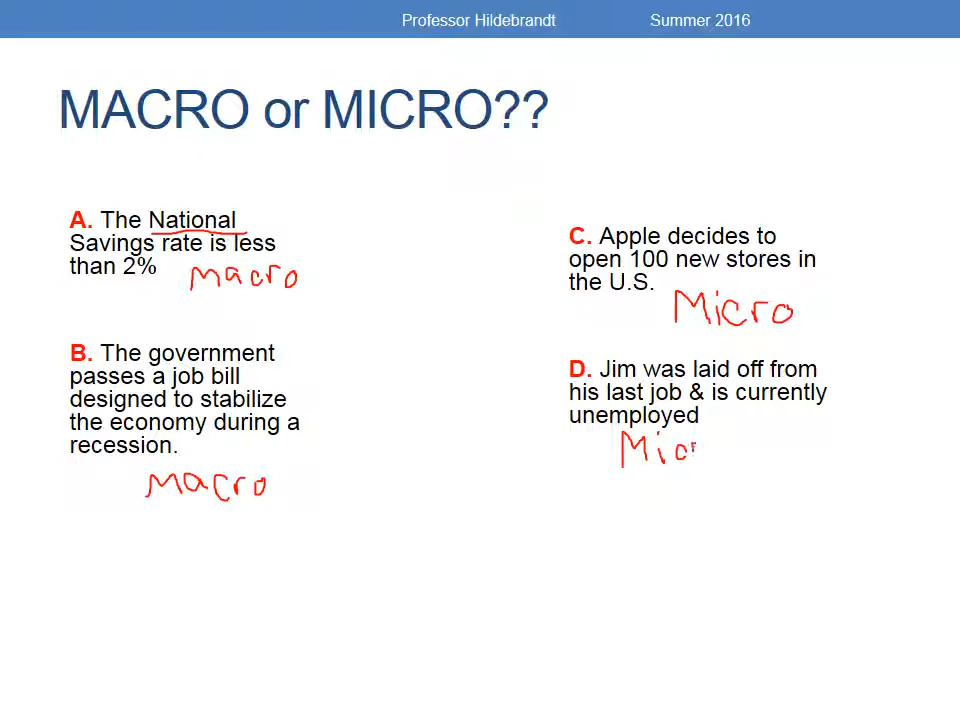 Professor Hildebrandt Summer 2016
MACRO or MICRO??
A. The National
Savings rate is less
than 2%
Macro
B. The government
passes a job bill
designed to stabilize
the economy during a
recession.
Macro
C. Apple decides to
open 100 new stores in
the U.S.
Micro
D. Jim was laid off from
his last job & is currently
unemployed
Micr